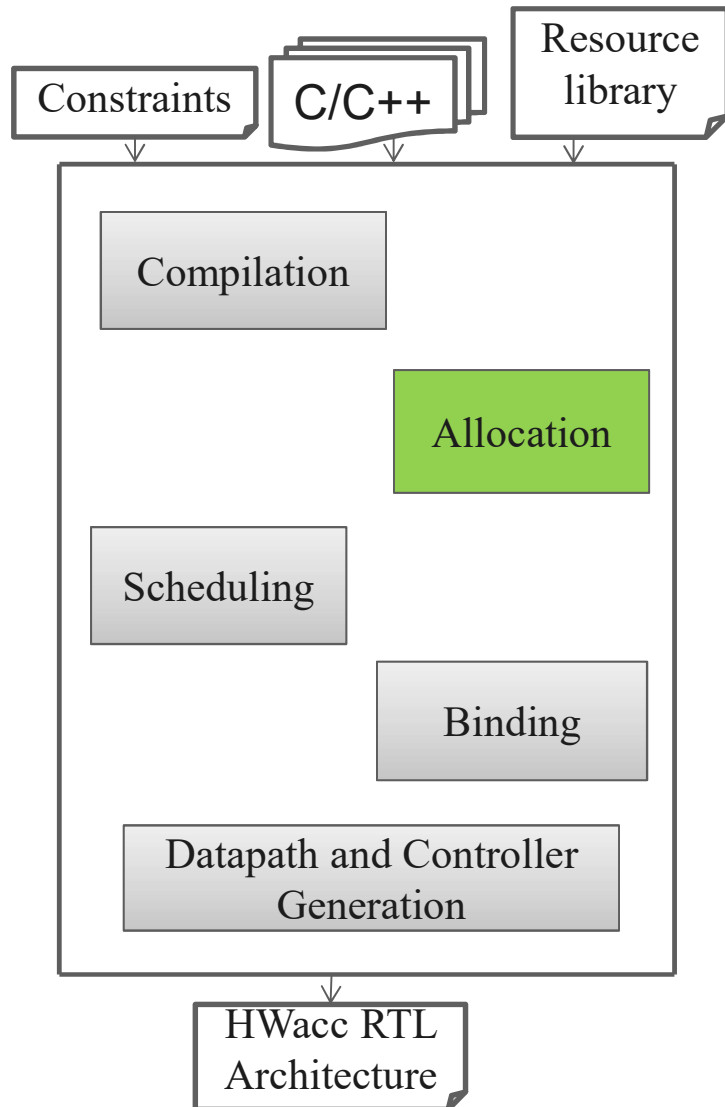 Constraints
C/C++
Resource
library
Compilation
Allocation
Scheduling
Binding
Datapath and Controller
Generation
HWacc RTL
Architecture